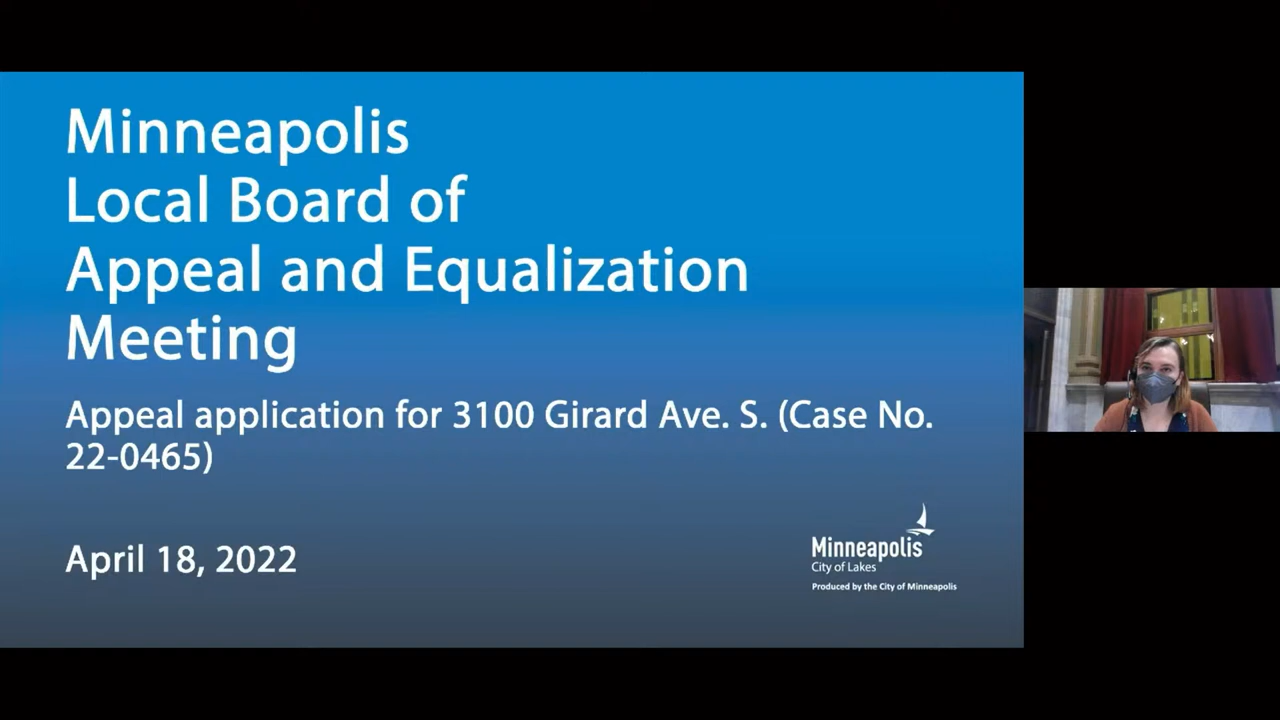 Minneapolis
Local Board of
Appeal and Equalization
Meeting
Appeal application for 3100 Girard Ave. S. (Case No.
22-0465)
April 18, 2022
Minneapolis
City of Lakes
Produced by the City of Minneapolis